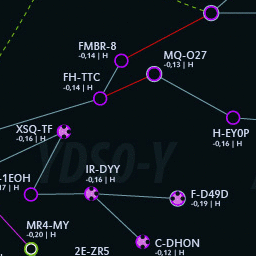 FMBR-8
-0,14 | H
MQ-O27
-0,13 | H
FH-TTC
-0,14 | H
XSQ-TF
-0,16 | H
H-EY0P
-0,16 | H
YDS0-Y
-1EOH
17 | H
IR-DYY
-0,16 | H
F-D49D
-0,19 | H
MR4-MY
-0,20 | H
2E-ZR5
C-DHON
-0,12 | H